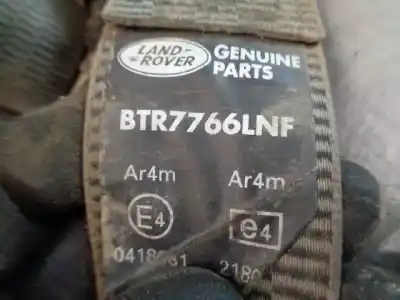 LAND-
ROVER
GENUINE
PARTS
BTR7766LNF
Ar4m Ar4m
E4 e4